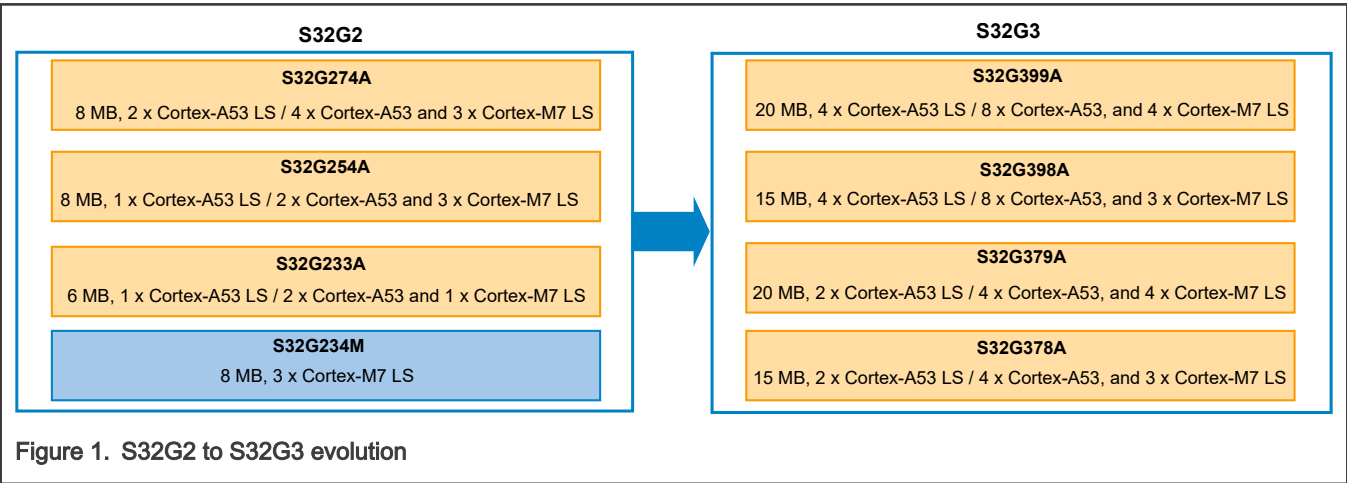 S32G2
S32G274A
8 MB, 2 x Cortex-A53 LS / 4 x Cortex-A53 and 3 x Cortex-M7 LS
S32G254A
8 MB, 1 x Cortex-A53 LS / 2 x Cortex-A53 and 3 x Cortex-M7 LS
S32G233A
6 MB, 1 x Cortex-A53 LS / 2 x Cortex-A53 and 1 x Cortex-M7 LS
S32G234M
8 MB, 3 x Cortex-M7 LS
S32G3
S32G399A
20 MB, 4 x Cortex-A53 LS / 8 x Cortex-A53, and 4 x Cortex-M7 LS
S32G398A
15 MB, 4 x Cortex-A53 LS / 8 x Cortex-A53, and 3 x Cortex-M7 LS
S32G379A
20 MB, 2 x Cortex-A53 LS / 4 x Cortex-A53, and 4 x Cortex-M7 LS
S32G378A
15 MB, 2 x Cortex-A53 LS / 4 x Cortex-A53, and 3 x Cortex-M7 LS
Figure 1. S32G2 to S32G3 evolution